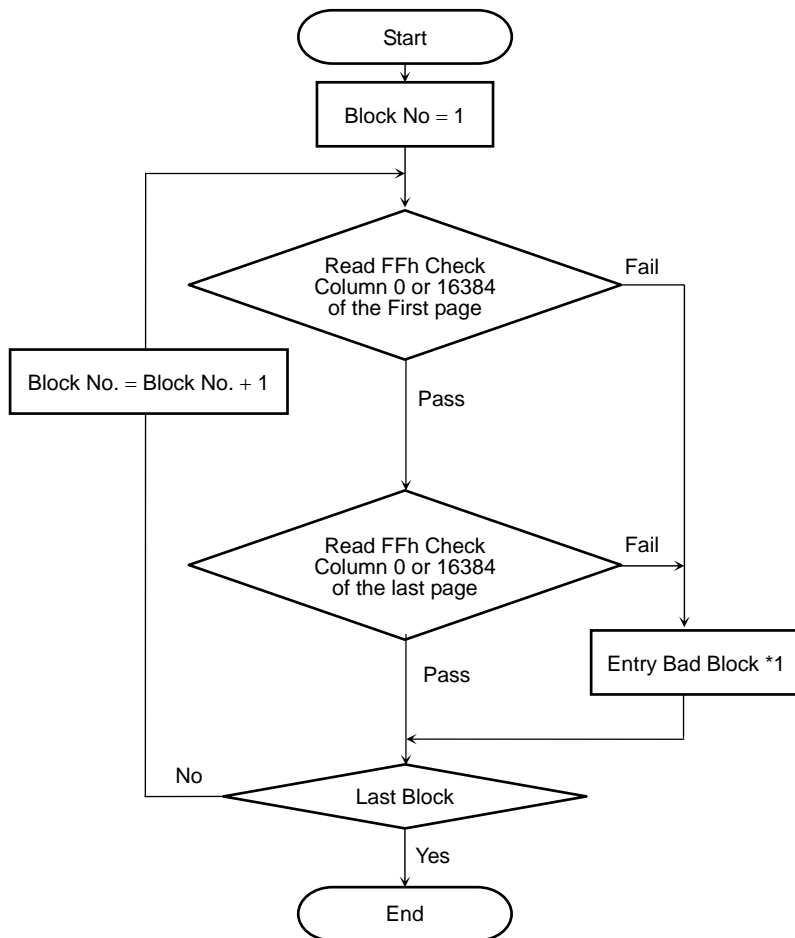 Start
Block No = 1
Read FFh Check
Column 0 or 16384
of the First page
Fail
Block No. = Block No. + 1
Pass
Read FFh Check
Column 0 or 16384
of the last page
Fail
Entry Bad Block *1
Pass
No
Last Block
Yes
End